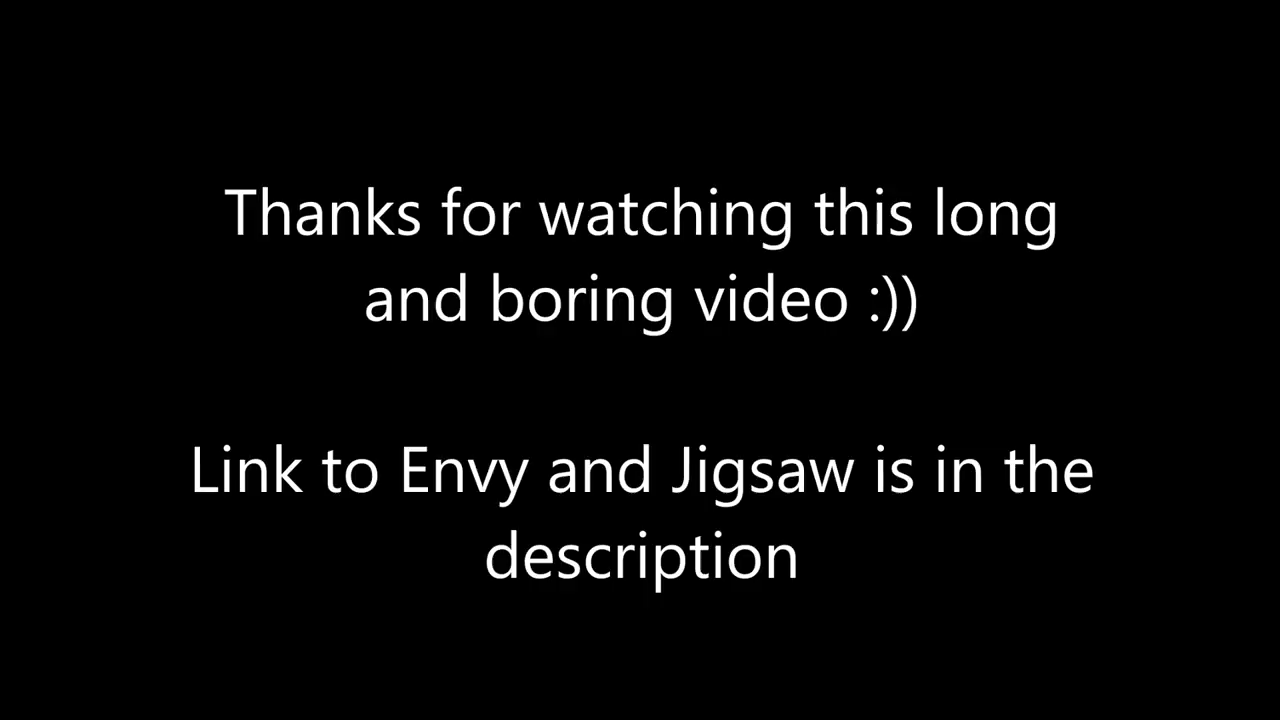 Thanks for watching this long
and boring video :))
Link to Envy and Jigsaw is in the
description